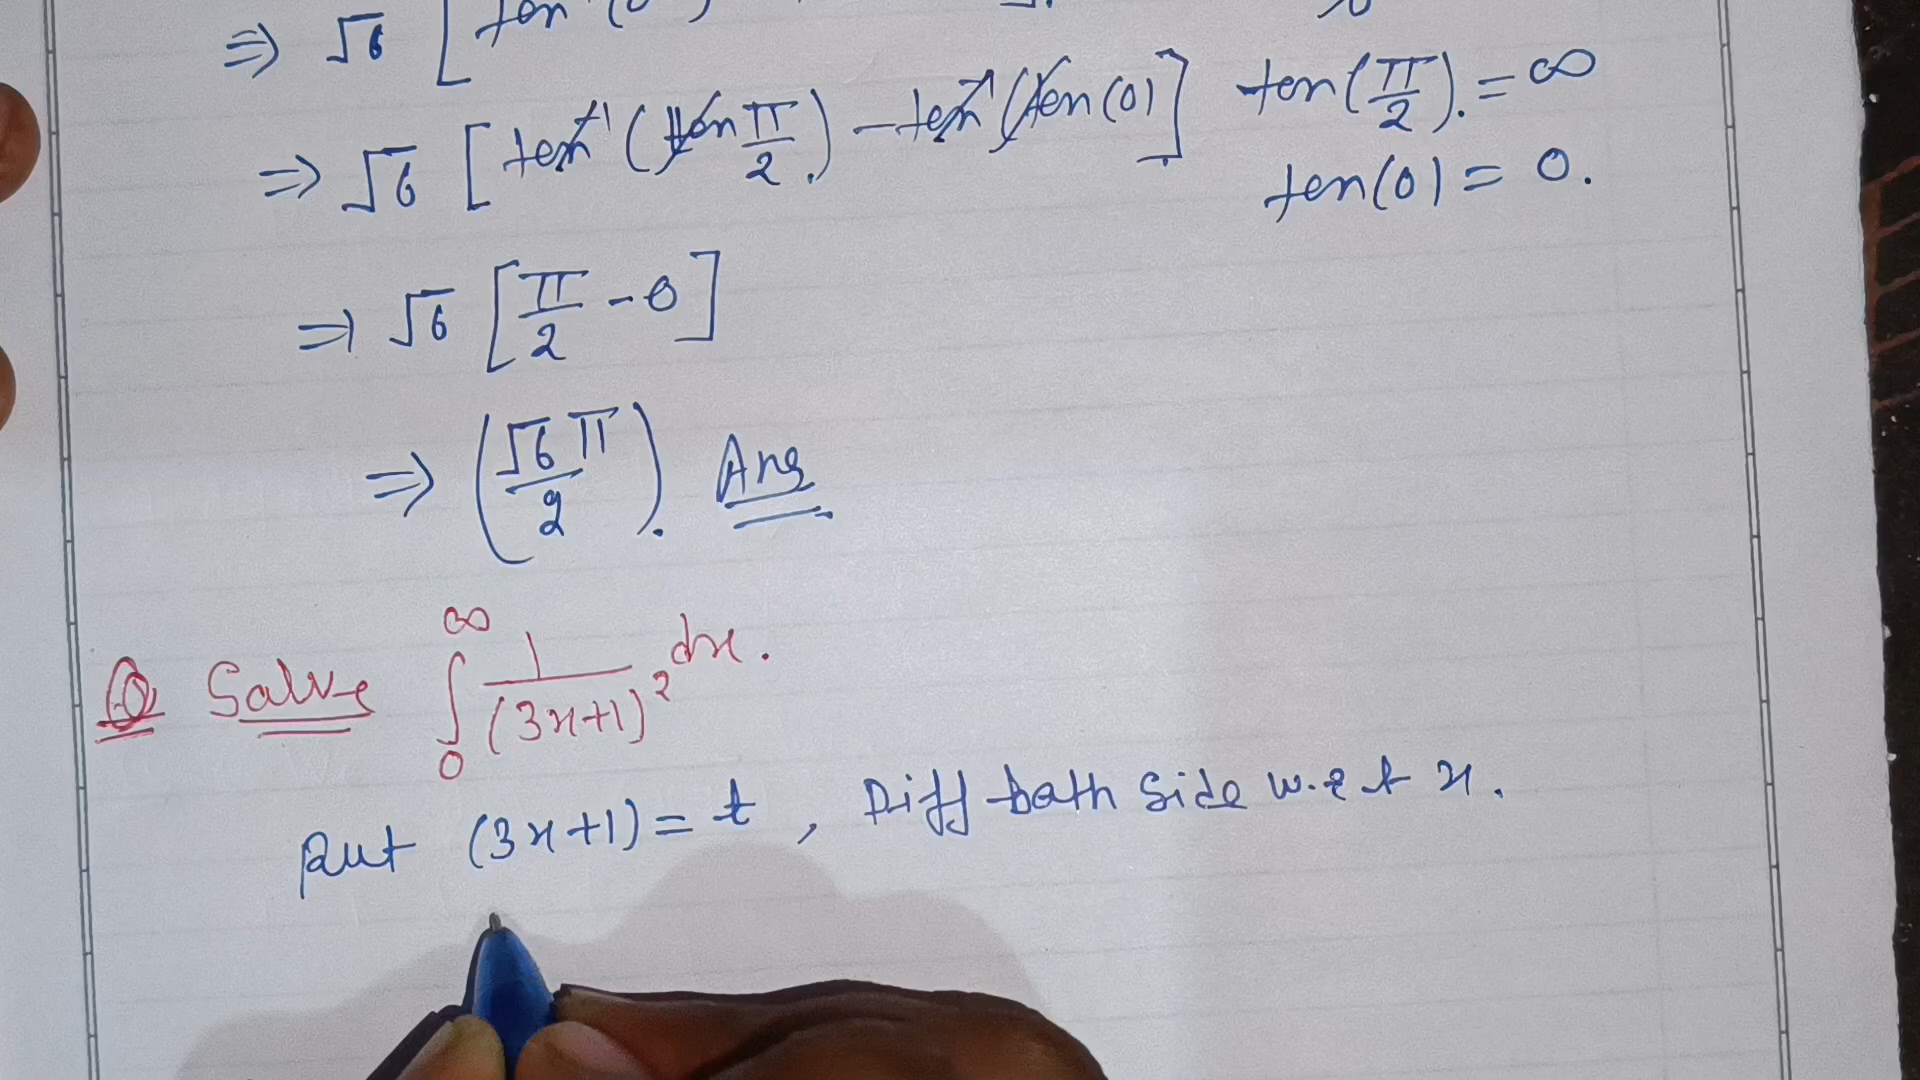 ⇒ √6 [ tan⁻¹(
⇒ √6 [ tan⁻¹ (tan π/2) - tan⁻¹ (tan(0) ] tan(π/2) = ∞
tan(0) = 0.
⇒ √6 [ π/2 - 0 ]
⇒ (√6 π / 2). Ans
Q Solve ∫₀^∞ 1/(3x+1)² dx.
put (3x+1) = t , Diff both side w.r.t x.